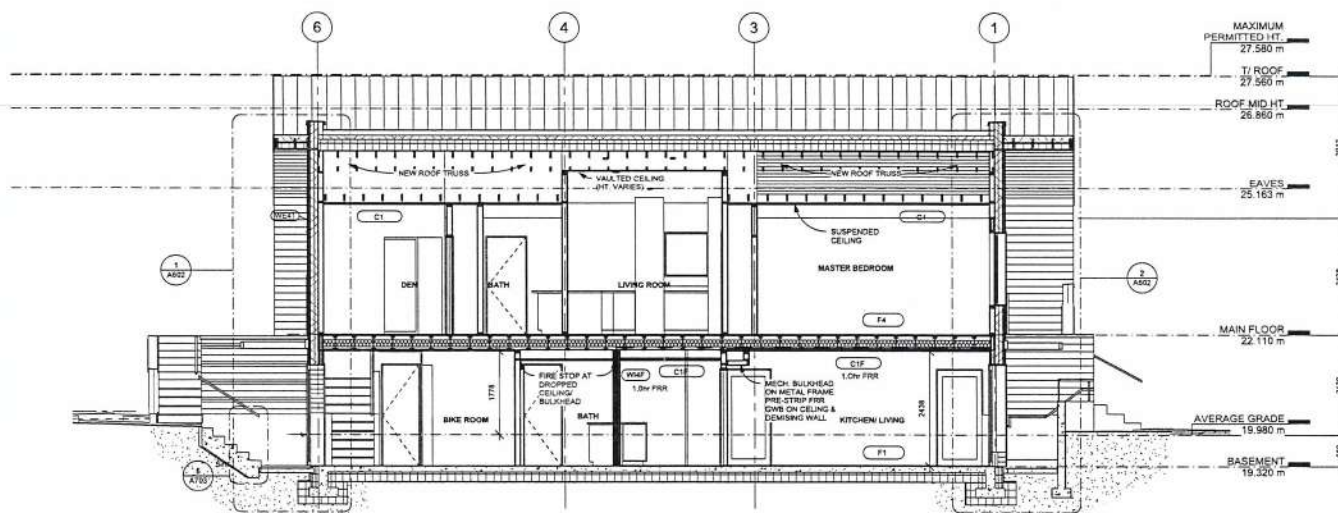 6
4
3
1
MAXIMUM
PERMITTED HT.
27.580 m
T/ ROOF
27.560 m
ROOF MID HT
26.860 m
NEW ROOF TRUSS
VAULTED CEILING
(HT. VARIES)
NEW ROOF TRUSS
EAVES
25.163 m
WE41
C1
C1
SUSPENDED
CEILING
1
A602
DEN
BATH
LIVING ROOM
MASTER BEDROOM
2
A602
F4
MAIN FLOOR
22.110 m
1778
FIRE STOP AT
DROPPED
CEILING/
BULKHEAD
WI4F
1.0hr FRR
C1F
MECH. BULKHEAD
ON METAL FRAME
PRE-STRIP FRR
GWB ON CEILING &
DEMISING WALL
C1F
1.0hr FRR
2438
BIKE ROOM
BATH
KITCHEN/ LIVING
AVERAGE GRADE
19.980 m
F1
BASEMENT
19.320 m
A703